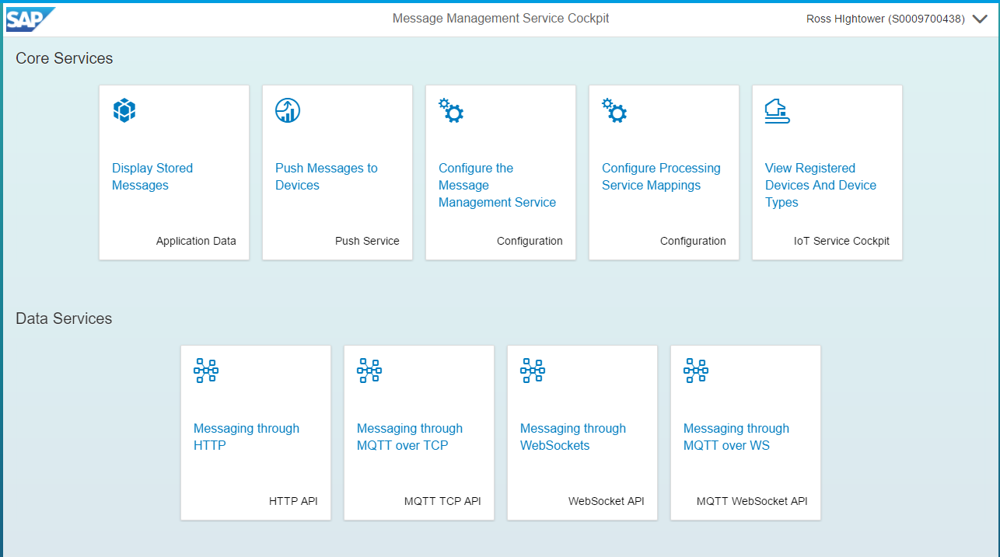 SAP
Message Management Service Cockpit
Ross HIghtower (S0009700438)
Core Services
Display Stored
Messages
Application Data
Push Messages to
Devices
Push Service
Configure the
Message
Management Service
Configuration
Configure Processing
Service Mappings
Configuration
View Registered
Devices And Device
Types
IoT Service Cockpit
Data Services
Messaging through
HTTP
HTTP API
Messaging through
MQTT over TCP
MQTT TCP API
Messaging through
WebSockets
WebSocket API
Messaging through
MQTT over WS
MQTT WebSocket API